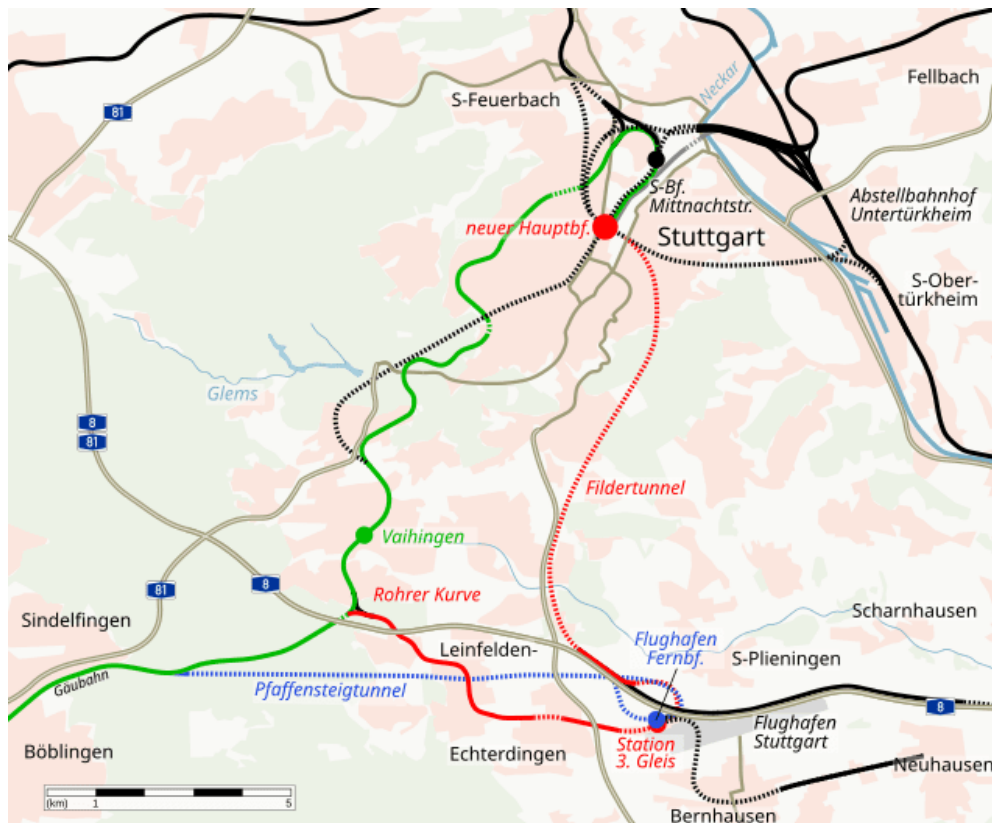 Fellbach
Neckar
S-Feuerbach
81
S-Bf.
Mittnachtstr.
Abstellbahnhof
Untertürkheim
neuer Hauptbf.
Stuttgart
S-Ober-
türkheim
Glems
8
81
Fildertunnel
Vaihingen
81
8
Rohrer Kurve
Scharnhausen
Sindelfingen
Flughafen
Fernbf.
Leinfelden-
S-Plieningen
Gäubahn
Pfaffensteigtunnel
8
Flughafen
Stuttgart
Böblingen
Echterdingen
Station
3. Gleis
Neuhausen
(km) 1 5
Bernhausen